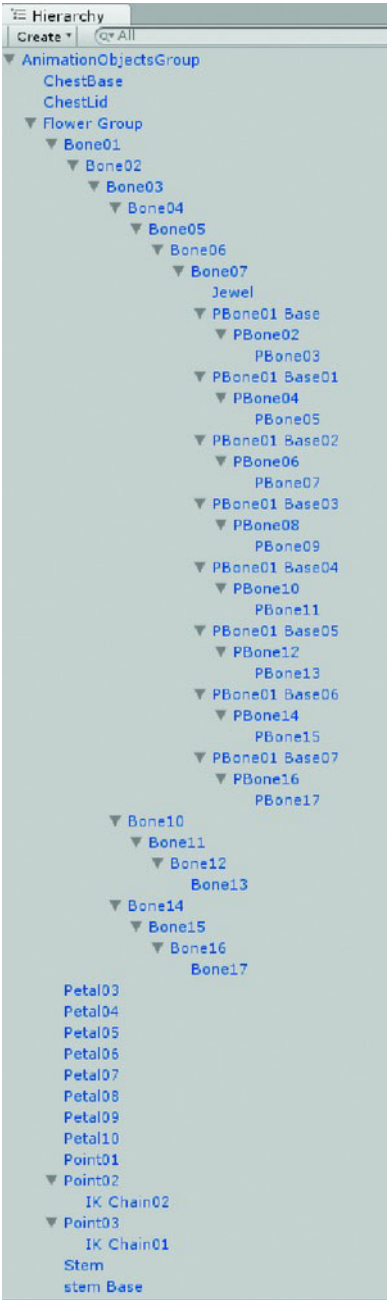 Hierarchy
Create All
AnimationObjectsGroup
ChestBase
ChestLid
Flower Group
Bone01
Bone02
Bone03
Bone04
Bone05
Bone06
Bone07
Jewel
PBone01 Base
PBone02
PBone03
PBone01 Base01
PBone04
PBone05
PBone01 Base02
PBone06
PBone07
PBone01 Base03
PBone08
PBone09
PBone01 Base04
PBone10
PBone11
PBone01 Base05
PBone12
PBone13
PBone01 Base06
PBone14
PBone15
PBone01 Base07
PBone16
PBone17
Bone10
Bone11
Bone12
Bone13
Bone14
Bone15
Bone16
Bone17
Petal03
Petal04
Petal05
Petal06
Petal07
Petal08
Petal09
Petal10
Point01
Point02
IK Chain02
Point03
IK Chain01
Stem
stem Base